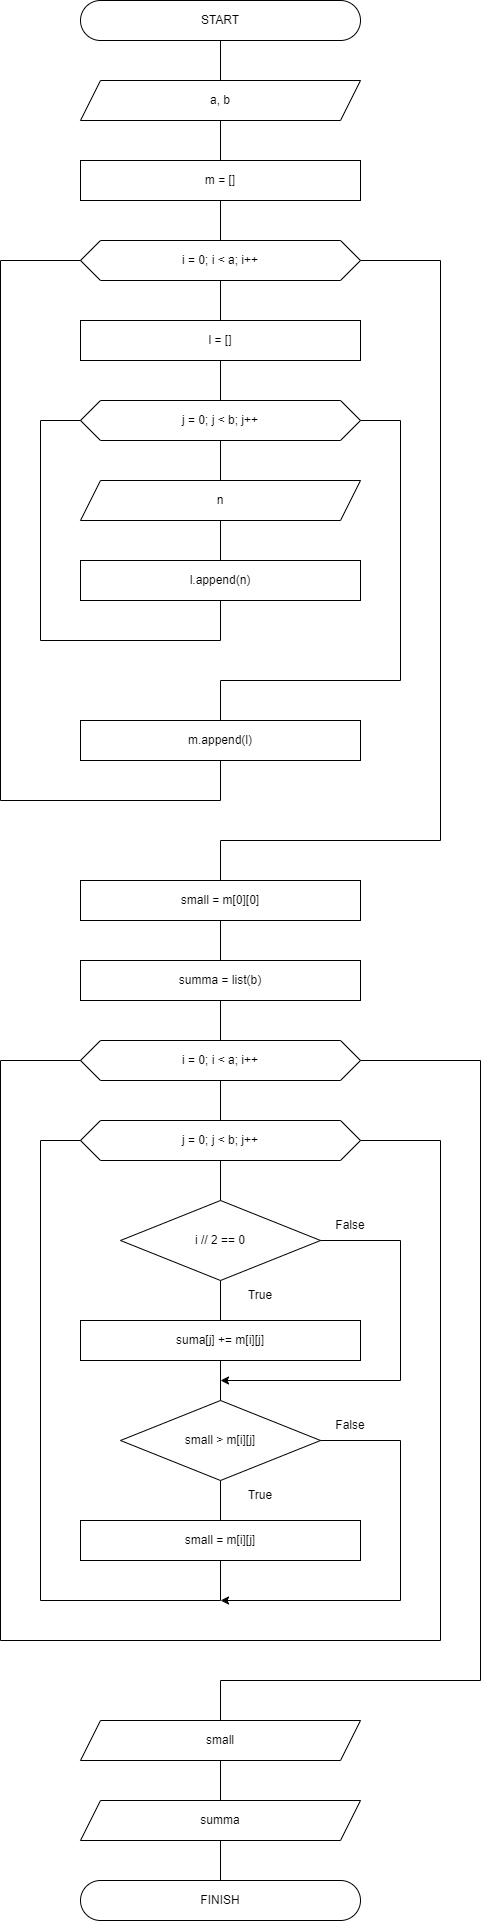 START
a, b
m = []
i = 0; i < a; i++
l = []
j = 0; j < b; j++
n
l.append(n)
m.append(l)
small = m[0][0]
summa = list(b)
i = 0; i < a; i++
j = 0; j < b; j++
i // 2 == 0
False
True
suma[j] += m[i][j]
small > m[i][j]
False
True
small = m[i][j]
small
summa
FINISH